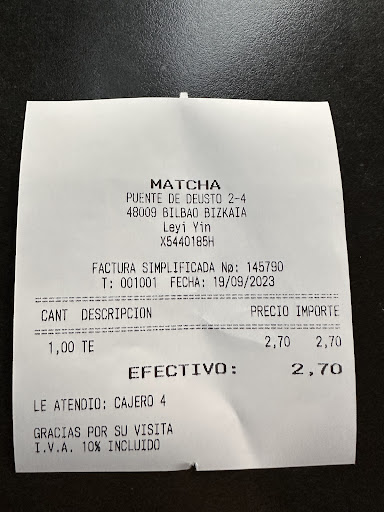 MATCHA
PUENTE DE DEUSTO 2-4
48009 BILBAO BIZKAIA
Leyi Yin
X5440185H
FACTURA SIMPLIFICADA Nø: 145790
T: 001001 FECHA: 19/09/2023
CANT DESCRIPCION PRECIO IMPORTE
1,00 TE 2,70 2,70
EFECTIVO: 2,70
LE ATENDIO: CAJERO 4
GRACIAS POR SU VISITA
I.V.A. 10% INCLUIDO